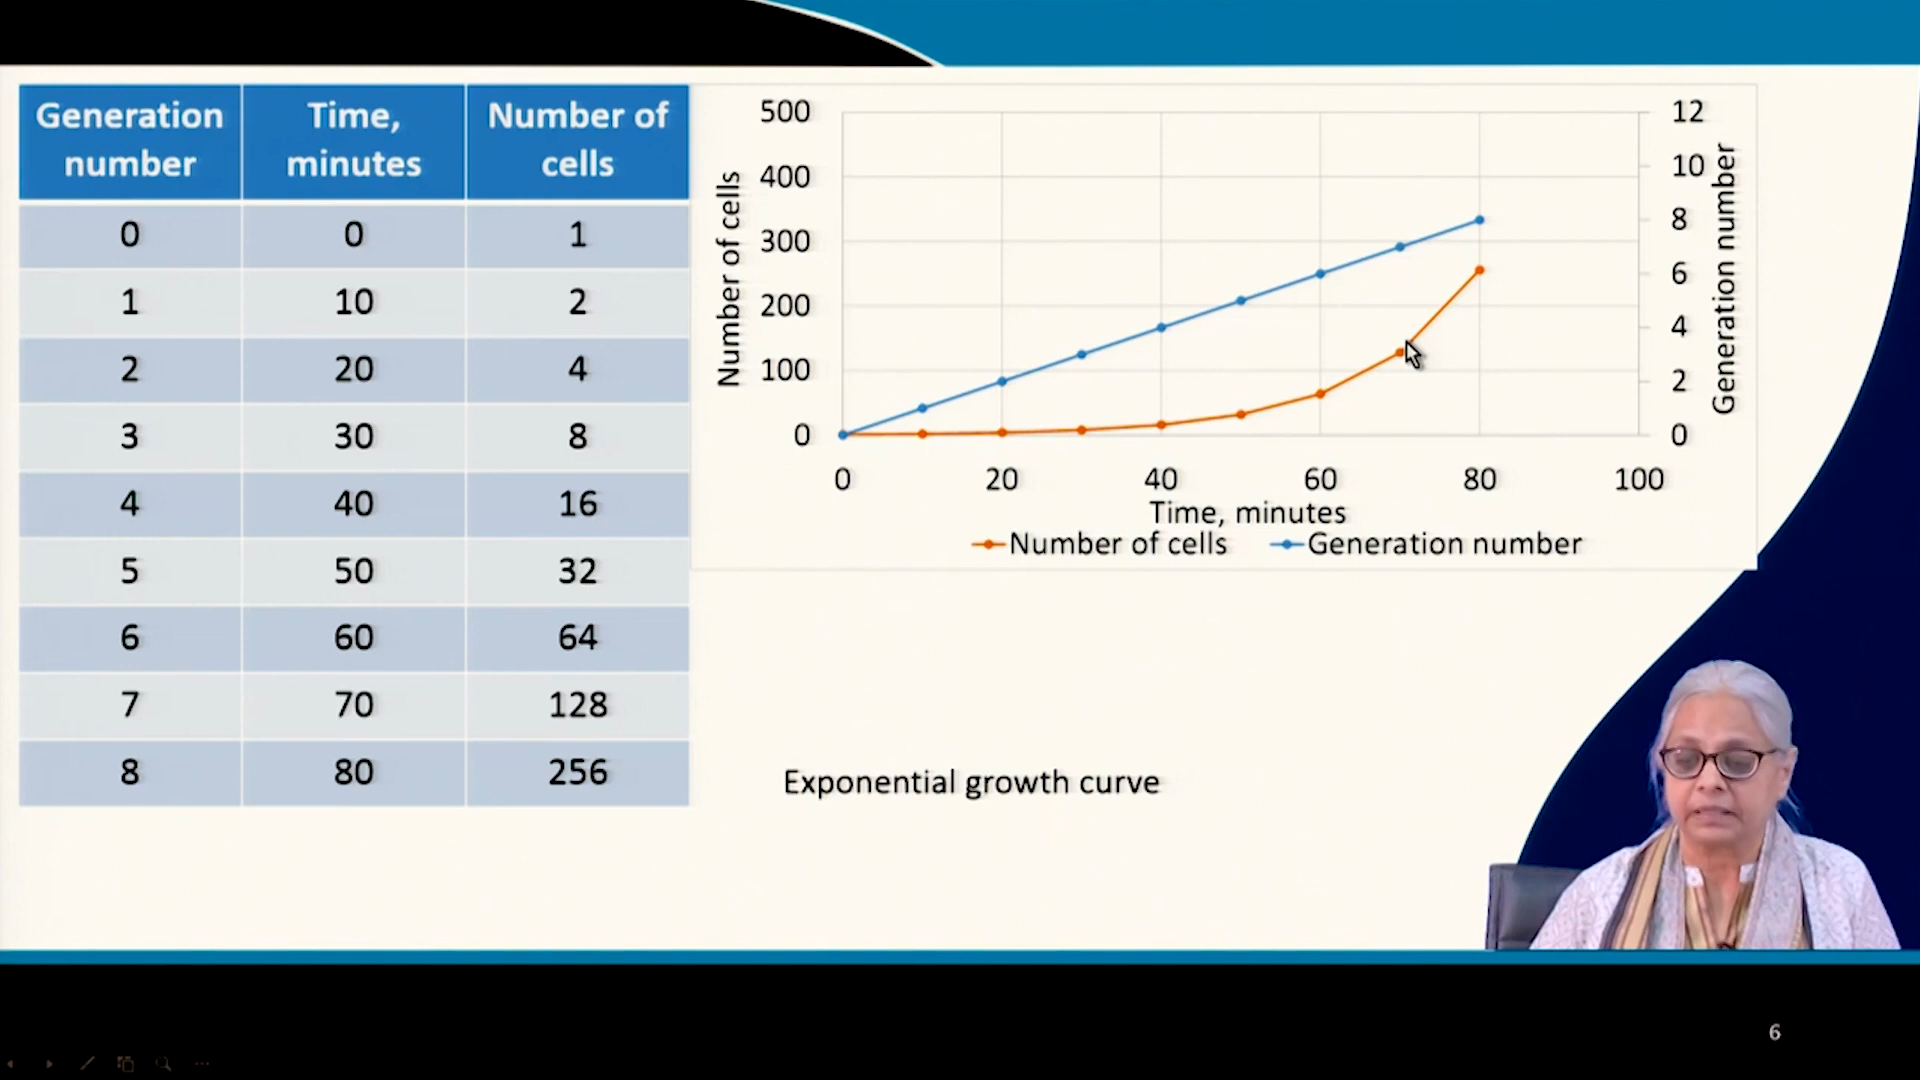 Generation number
Time, minutes
Number of cells
0 0 1
1 10 2
2 20 4
3 30 8
4 40 16
5 50 32
6 60 64
7 70 128
8 80 256
Number of cells
500
400
300
200
100
0
12
10
8
6
4
2
0
Generation number
0 20 40 60 80 100
Time, minutes
Number of cells Generation number
Exponential growth curve
6